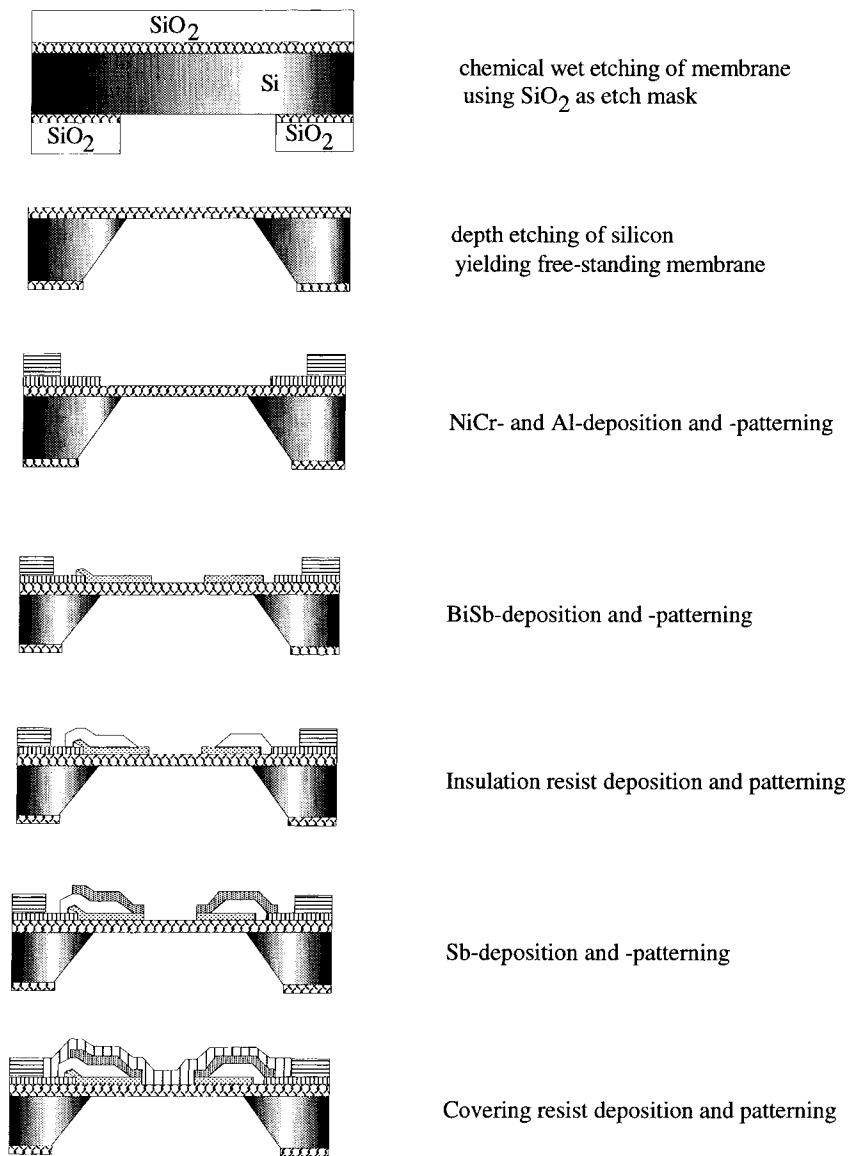 SiO2
Si
SiO2
SiO2
chemical wet etching of membrane
using SiO2 as etch mask
depth etching of silicon
yielding free-standing membrane
NiCr- and Al-deposition and -patterning
BiSb-deposition and -patterning
Insulation resist deposition and patterning
Sb-deposition and -patterning
Covering resist deposition and patterning